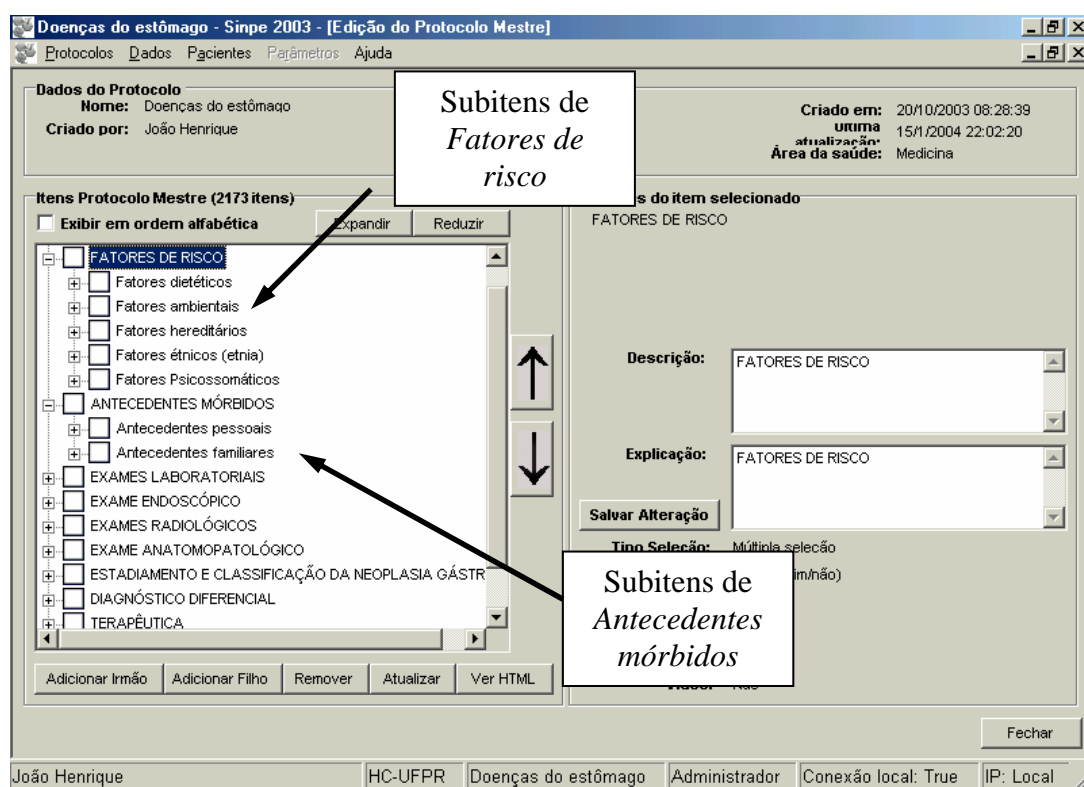 Doenças do estômago - Sinpe 2003 - [Edição do Protocolo Mestre]
Protocolos Dados Pacientes Parâmetros Ajuda
Dados do Protocolo
Nome: Doenças do estômago
Criado por: João Henrique
Criado em: 20/10/2003 08:28:39
Última atualização: 15/1/2004 22:02:20
Área da saúde: Medicina
Subitens de
Fatores de
risco
Itens Protocolo Mestre (2173 itens)
Exibir em ordem alfabética
Expandir Reduzir
FATORES DE RISCO
Fatores dietéticos
Fatores ambientais
Fatores hereditários
Fatores étnicos (etnia)
Fatores Psicossomáticos
ANTECEDENTES MÓRBIDOS
Antecedentes pessoais
Antecedentes familiares
EXAMES LABORATORIAIS
EXAME ENDOSCÓPICO
EXAMES RADIOLÓGICOS
EXAME ANATOMOPATOLÓGICO
ESTADIAMENTO E CLASSIFICAÇÃO DA NEOPLASIA GÁSTR
DIAGNÓSTICO DIFERENCIAL
TERAPÊUTICA
Adicionar Irmão Adicionar Filho Remover Atualizar Ver HTML
do item selecionado
FATORES DE RISCO
Descrição: FATORES DE RISCO
Explicação: FATORES DE RISCO
Salvar Alteração
Tipo Seleção: Múltipla seleção
im/não)
Subitens de
Antecedentes
mórbidos
Fechar
João Henrique HC-UFPR Doenças do estômago Administrador Conexão local: True IP: Local